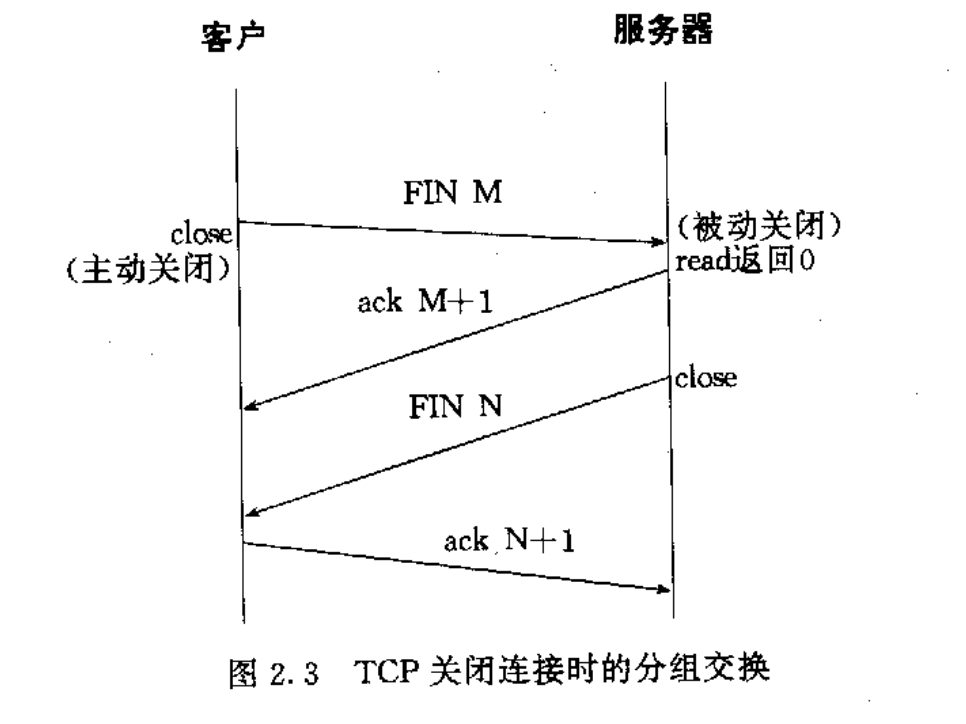 客户
服务器
FIN M
close
(主动关闭)
(被动关闭)
read返回0
ack M+1
close
FIN N
ack N+1
图 2.3 TCP 关闭连接时的分组交换